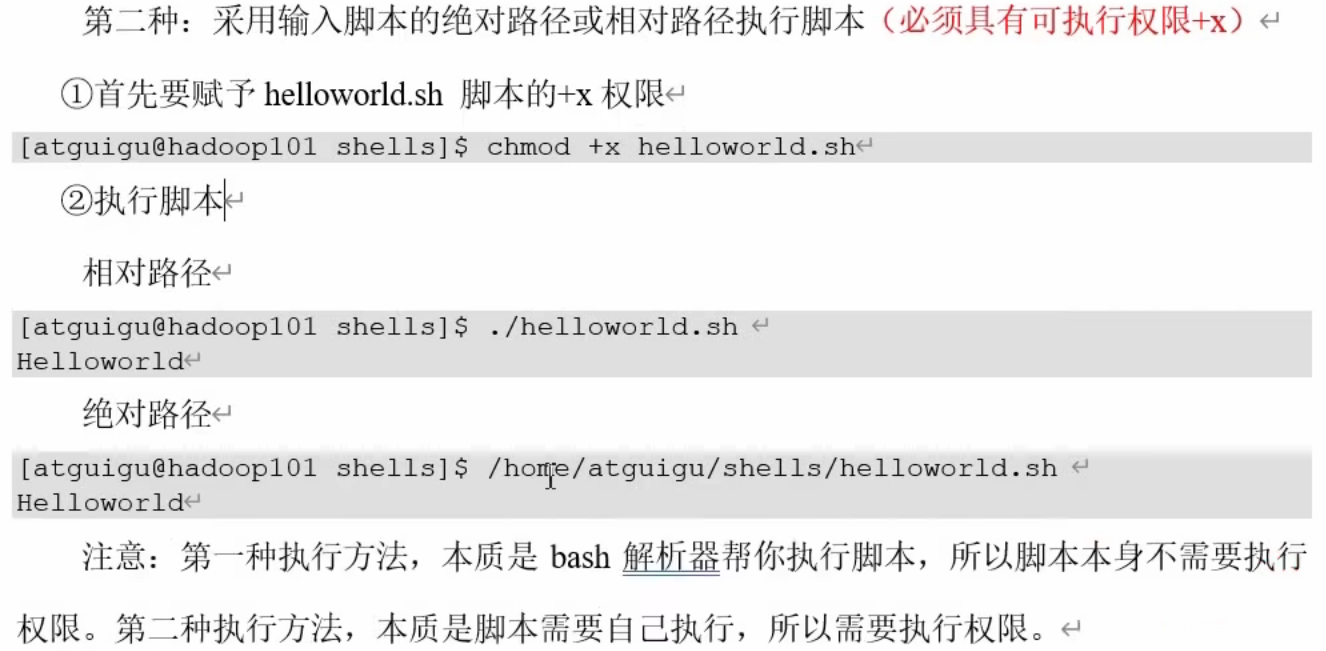 第二种：采用输入脚本的绝对路径或相对路径执行脚本（必须具有可执行权限+x）
①首先要赋予 helloworld.sh 脚本的+x 权限
[atguigu@hadoop101 shells]$ chmod +x helloworld.sh
②执行脚本
相对路径
[atguigu@hadoop101 shells]$ ./helloworld.sh
Helloworld
绝对路径
[atguigu@hadoop101 shells]$ /home/atguigu/shells/helloworld.sh
Helloworld
注意：第一种执行方法，本质是 bash 解析器帮你执行脚本，所以脚本本身不需要执行
权限。第二种执行方法，本质是脚本需要自己执行，所以需要执行权限。